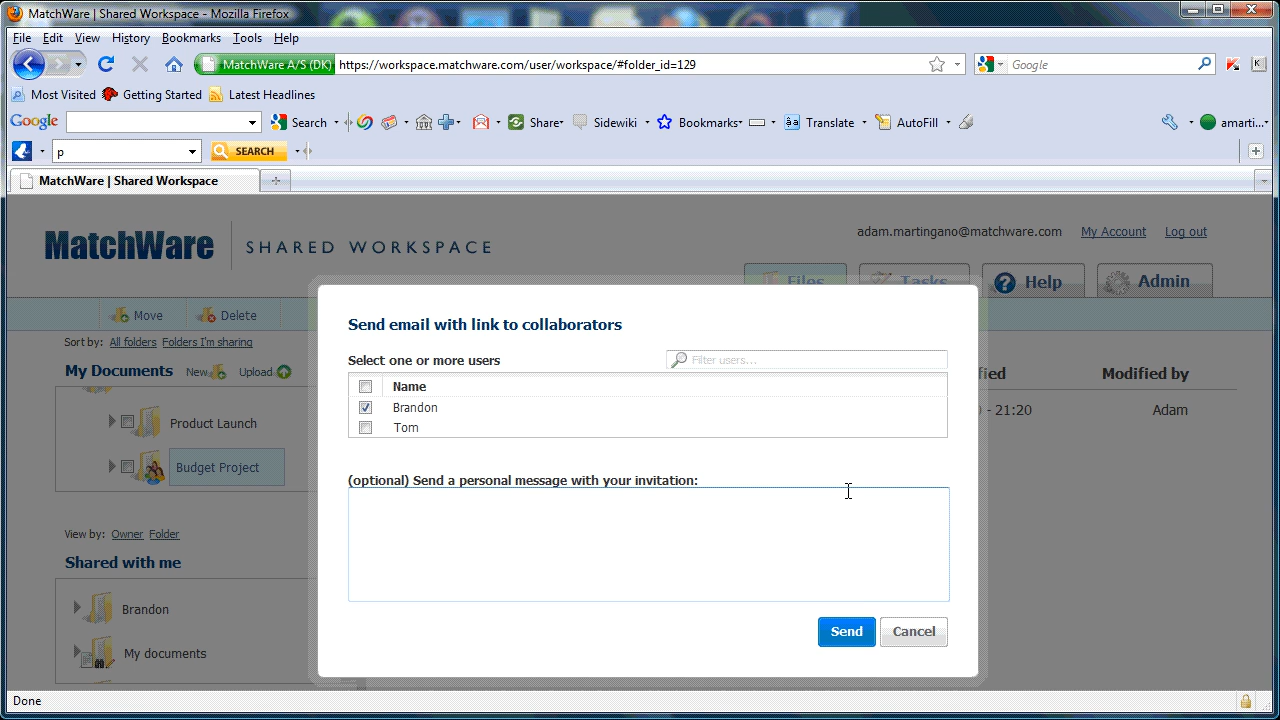 MatchWare | Shared Workspace - Mozilla Firefox
File Edit View History Bookmarks Tools Help
MatchWare A/S (DK) https://workspace.matchware.com/user/workspace/#folder_id=129 Google
Most Visited Getting Started Latest Headlines
Google Search Share Sidewiki Bookmarks Translate AutoFill amarti...
p SEARCH
MatchWare | Shared Workspace
MatchWare SHARED WORKSPACE
adam.martingano@matchware.com My Account Log out
Files Tasks Help Admin
Move Delete
Sort by: All folders Folders I'm sharing
My Documents New Upload
Product Launch
Budget Project
View by: Owner Folder
Shared with me
Brandon
My documents
Send email with link to collaborators
Select one or more users Filter users...
Name
Brandon
Tom
(optional) Send a personal message with your invitation:
Send Cancel
Modified by
- 21:20 Adam
Done